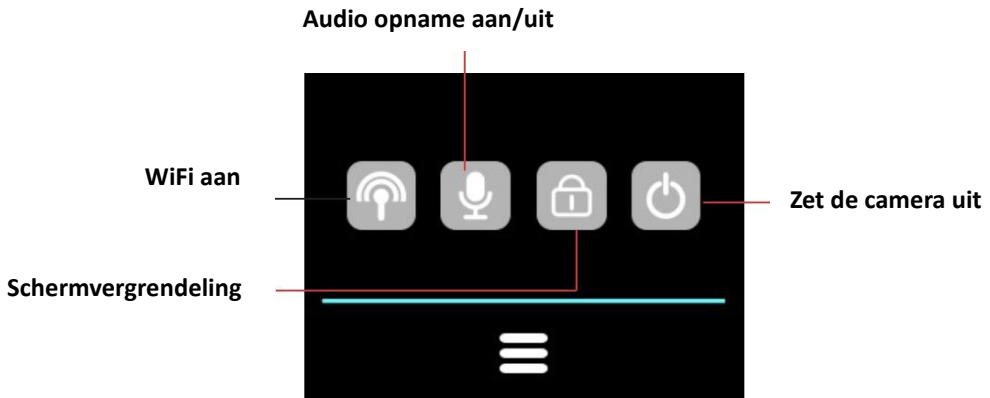 Audio opname aan/uit
WiFi aan
Zet de camera uit
Schermvergrendeling